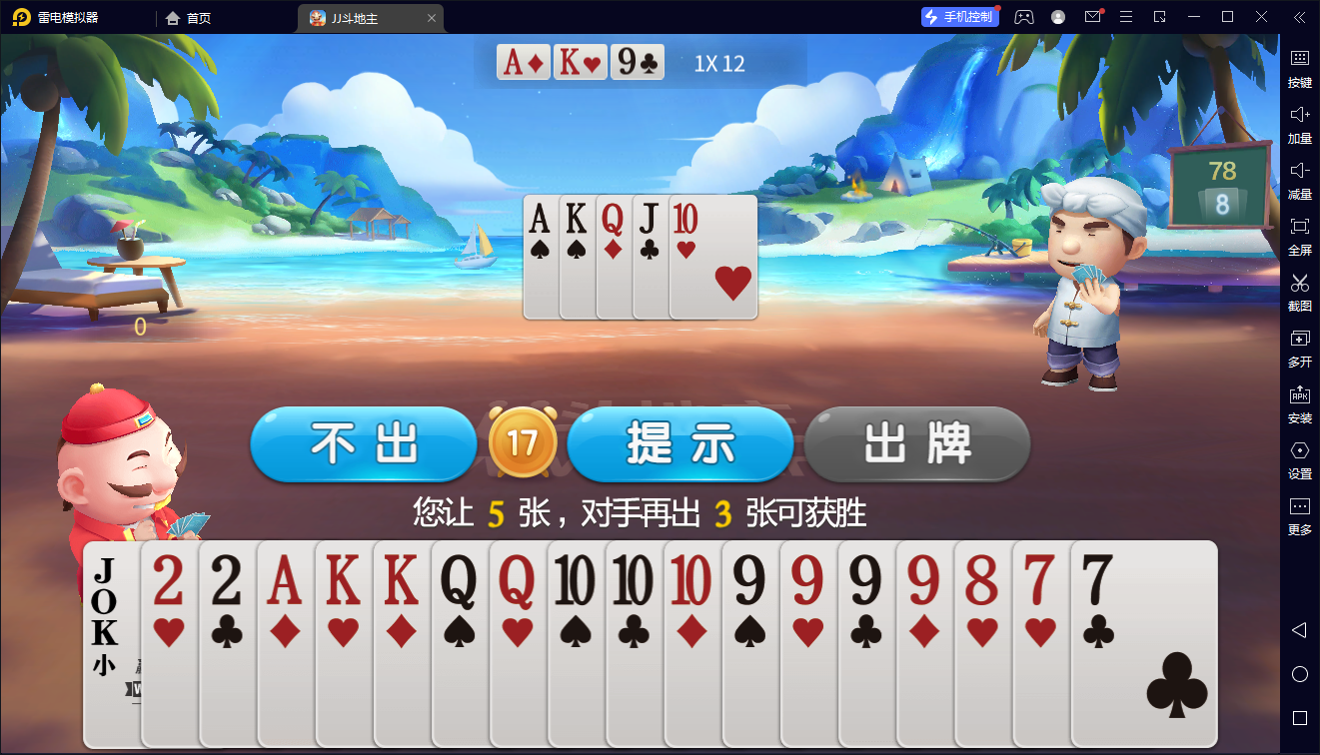 雷电模拟器
首页
JJ斗地主
手机控制
A K 9 1X12
按键
加量
减量
全屏
截图
多开
安装
设置
更多
78
8
A K Q J 10
0
不出
17
提示
出牌
您让 5 张，对手再出 3 张可获胜
JOK小 2 2 A K K Q Q 10 10 10 9 9 9 9 8 7 7
APK